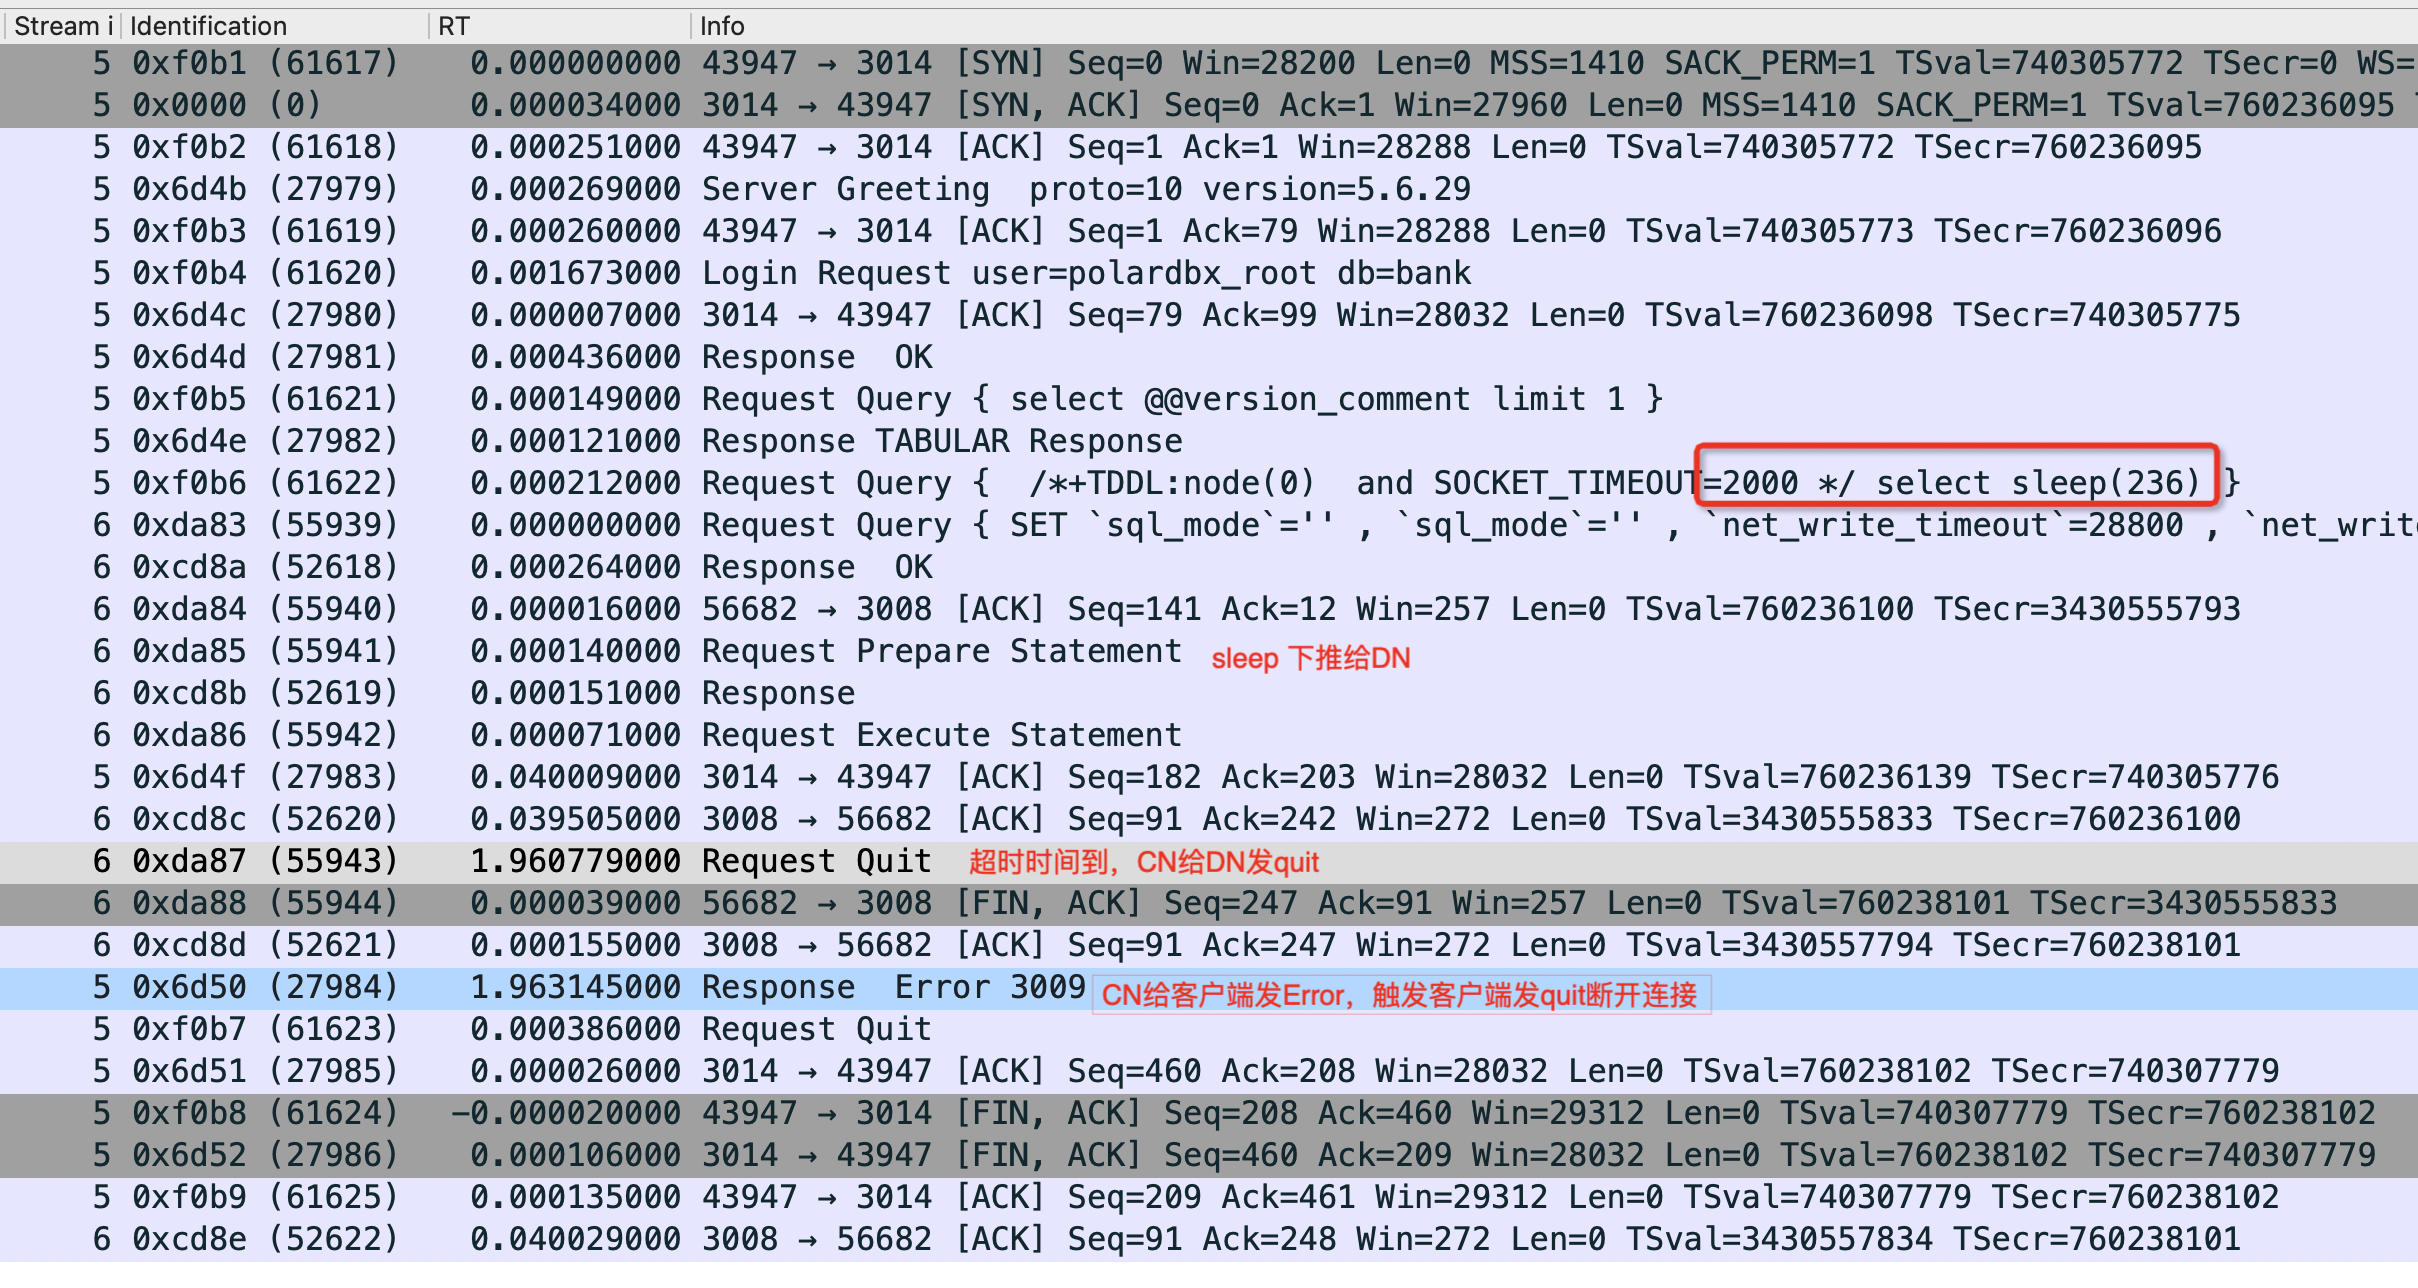 Stream i Identification RT Info
5 0xf0b1 (61617) 0.000000000 43947 → 3014 [SYN] Seq=0 Win=28200 Len=0 MSS=1410 SACK_PERM=1 TSval=740305772 TSecr=0 WS=
5 0x0000 (0) 0.000034000 3014 → 43947 [SYN, ACK] Seq=0 Ack=1 Win=27960 Len=0 MSS=1410 SACK_PERM=1 TSval=760236095
5 0xf0b2 (61618) 0.000251000 43947 → 3014 [ACK] Seq=1 Ack=1 Win=28288 Len=0 TSval=740305772 TSecr=760236095
5 0x6d4b (27979) 0.000269000 Server Greeting proto=10 version=5.6.29
5 0xf0b3 (61619) 0.000260000 43947 → 3014 [ACK] Seq=1 Ack=79 Win=28288 Len=0 TSval=740305773 TSecr=760236096
5 0xf0b4 (61620) 0.001673000 Login Request user=polardbx_root db=bank
5 0x6d4c (27980) 0.000007000 3014 → 43947 [ACK] Seq=79 Ack=99 Win=28032 Len=0 TSval=760236098 TSecr=740305775
5 0x6d4d (27981) 0.000436000 Response OK
5 0xf0b5 (61621) 0.000149000 Request Query { select @@version_comment limit 1 }
5 0x6d4e (27982) 0.000121000 Response TABULAR Response
5 0xf0b6 (61622) 0.000212000 Request Query { /*+TDDL:node(0) and SOCKET_TIMEOUT=2000 */ select sleep(236) }
6 0xda83 (55939) 0.000000000 Request Query { SET `sql_mode`='' , `sql_mode`='' , `net_write_timeout`=28800 , `net_writ
6 0xcd8a (52618) 0.000264000 Response OK
6 0xda84 (55940) 0.000016000 56682 → 3008 [ACK] Seq=141 Ack=12 Win=257 Len=0 TSval=760236100 TSecr=3430555793
6 0xda85 (55941) 0.000140000 Request Prepare Statement sleep 下推给DN
6 0xcd8b (52619) 0.000151000 Response
6 0xda86 (55942) 0.000071000 Request Execute Statement
5 0x6d4f (27983) 0.040009000 3014 → 43947 [ACK] Seq=182 Ack=203 Win=28032 Len=0 TSval=760236139 TSecr=740305776
6 0xcd8c (52620) 0.039505000 3008 → 56682 [ACK] Seq=91 Ack=242 Win=272 Len=0 TSval=3430555833 TSecr=760236100
6 0xda87 (55943) 1.960779000 Request Quit 超时时间到，CN给DN发quit
6 0xda88 (55944) 0.000039000 56682 → 3008 [FIN, ACK] Seq=247 Ack=91 Win=257 Len=0 TSval=760238101 TSecr=3430555833
6 0xcd8d (52621) 0.000155000 3008 → 56682 [ACK] Seq=91 Ack=247 Win=272 Len=0 TSval=3430557794 TSecr=760238101
5 0x6d50 (27984) 1.963145000 Response Error 3009 CN给客户端发Error，触发客户端发quit断开连接
5 0xf0b7 (61623) 0.000386000 Request Quit
5 0x6d51 (27985) 0.000026000 3014 → 43947 [ACK] Seq=460 Ack=208 Win=28032 Len=0 TSval=760238102 TSecr=740307779
5 0xf0b8 (61624) −0.000020000 43947 → 3014 [FIN, ACK] Seq=208 Ack=460 Win=29312 Len=0 TSval=740307779 TSecr=760238102
5 0x6d52 (27986) 0.000106000 3014 → 43947 [FIN, ACK] Seq=460 Ack=209 Win=28032 Len=0 TSval=760238102 TSecr=740307779
5 0xf0b9 (61625) 0.000135000 43947 → 3014 [ACK] Seq=209 Ack=461 Win=29312 Len=0 TSval=740307779 TSecr=760238102
6 0xcd8e (52622) 0.040029000 3008 → 56682 [ACK] Seq=91 Ack=248 Win=272 Len=0 TSval=3430557834 TSecr=760238101